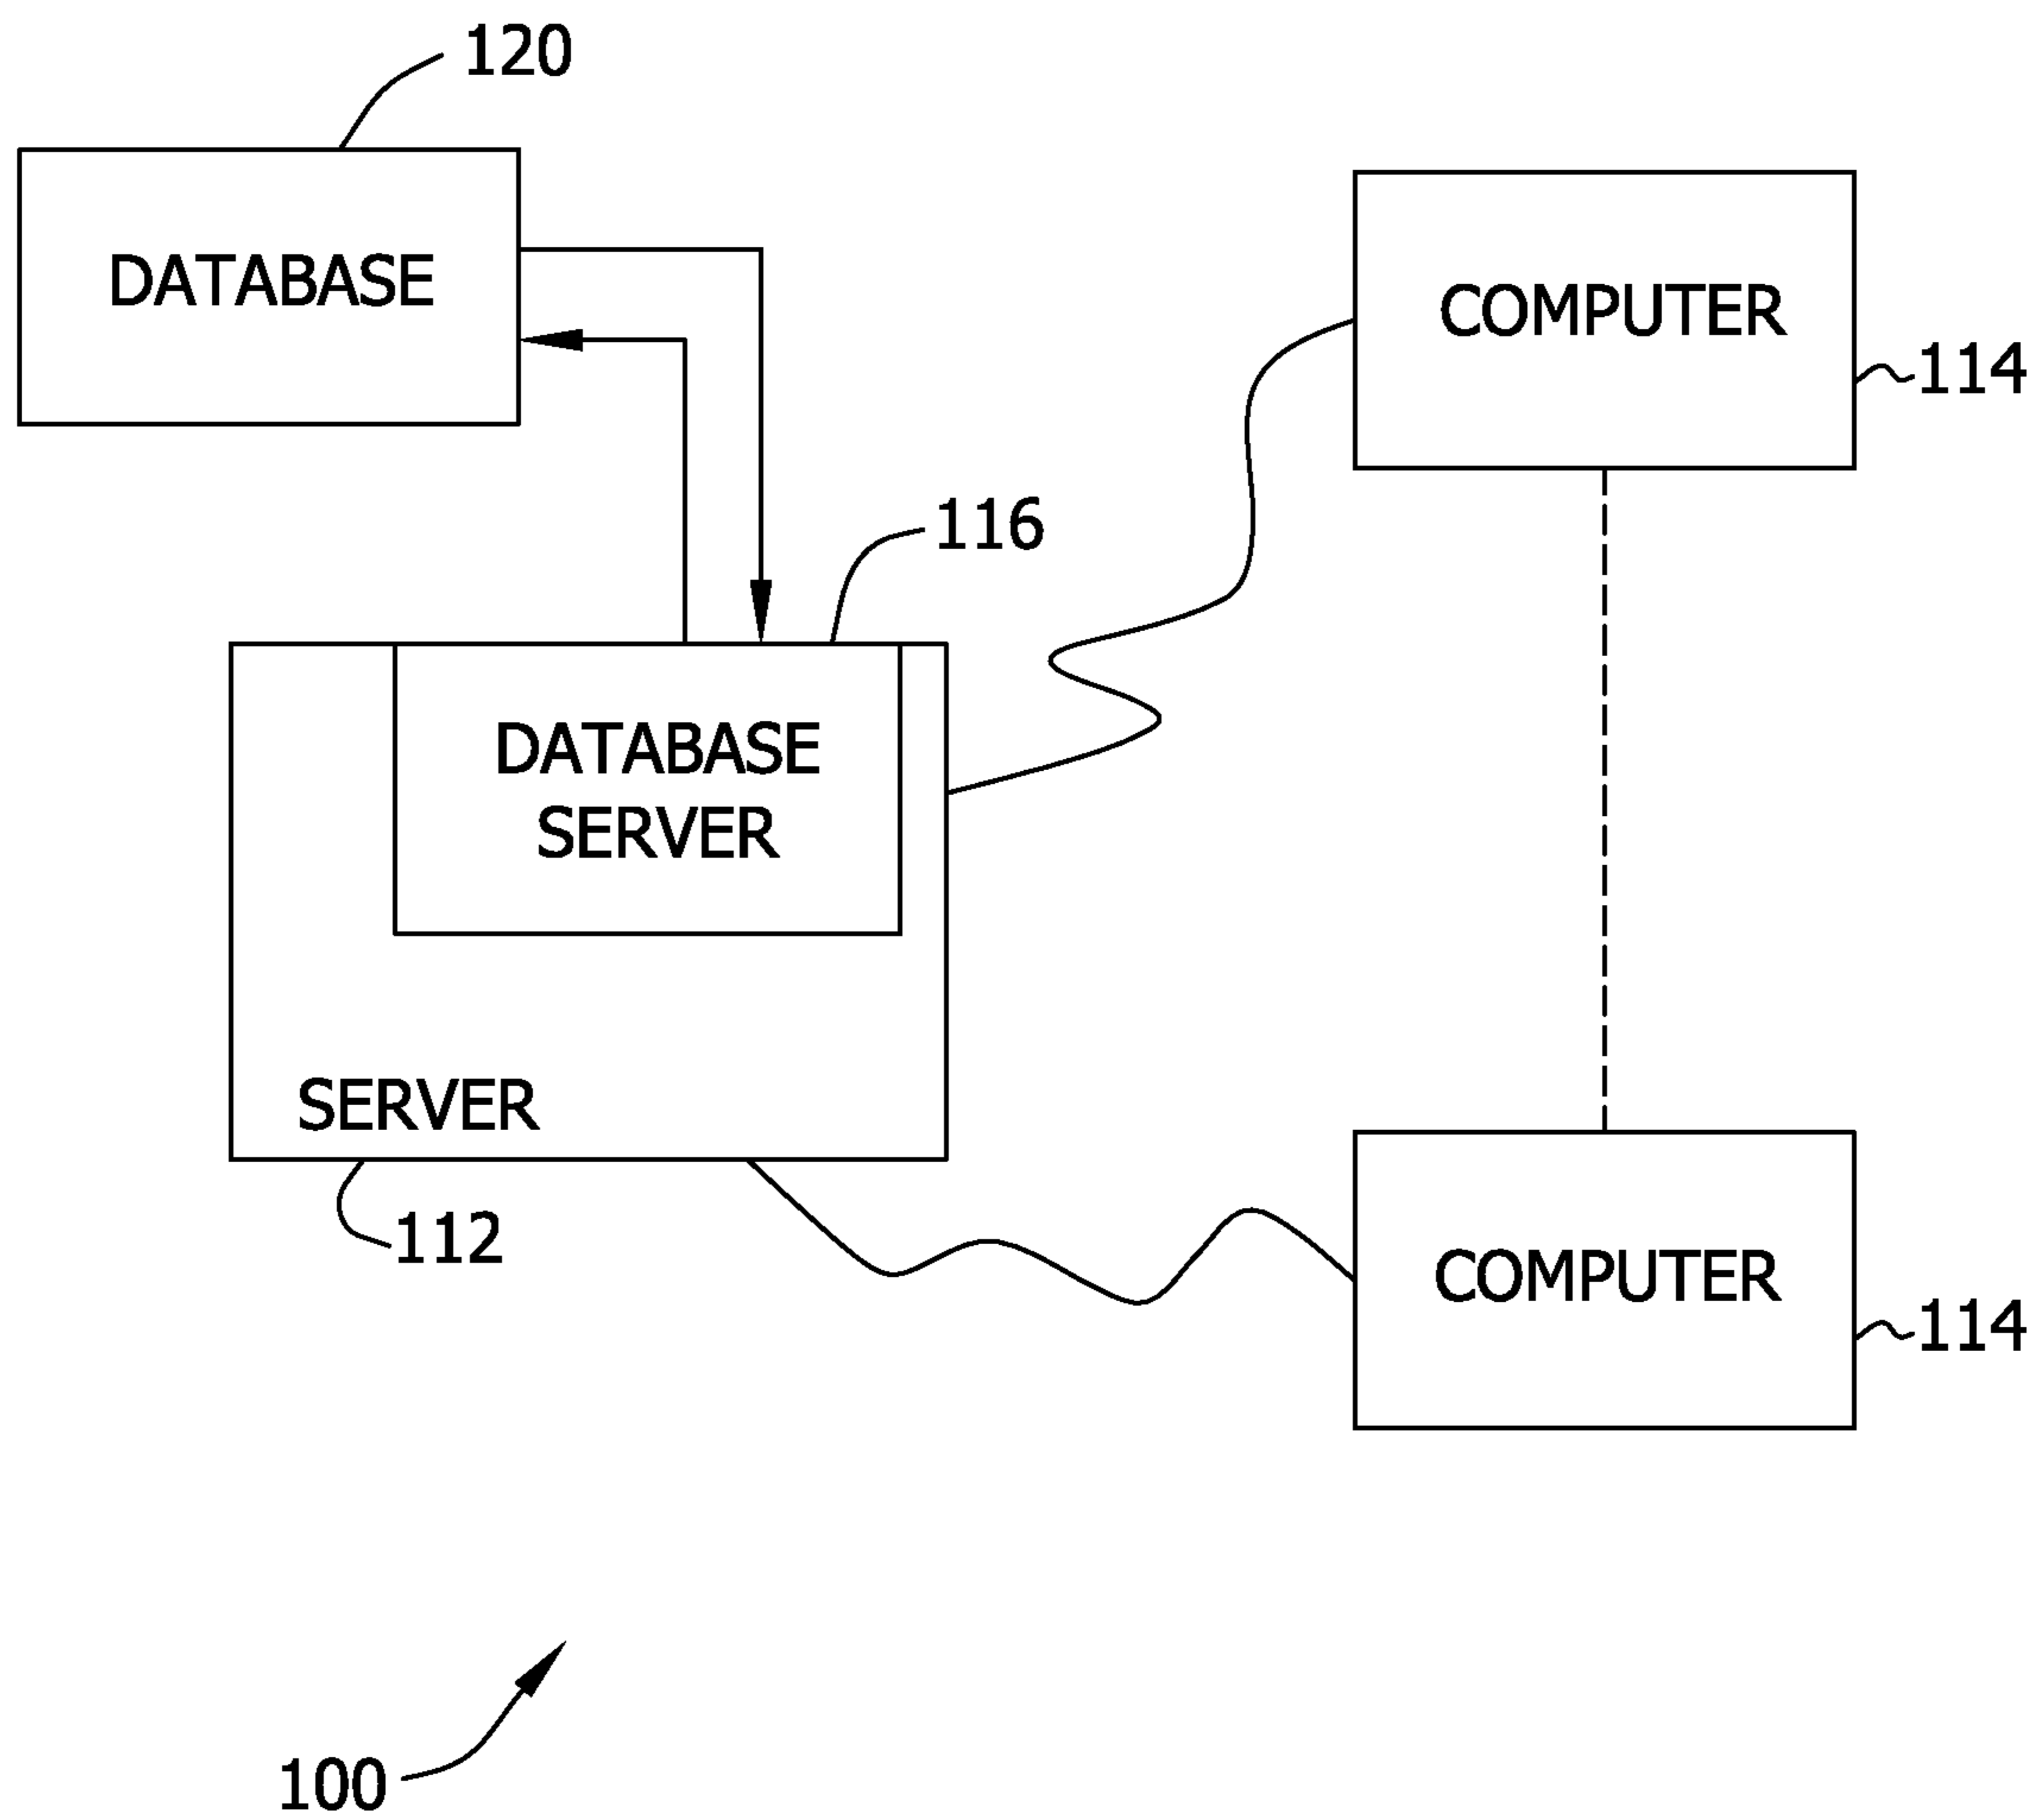 120
DATABASE
COMPUTER
114
116
DATABASE
SERVER
SERVER
112
COMPUTER
114
100